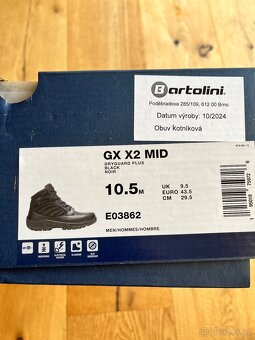 Bartolini
Poděbradova 285/109, 612 00 Brno
Datum výroby: 10/2024
Obuv kotníková
GX X2 MID
DRYGUARD PLUS
BLACK
NOIR
10.5M
UK 9.5
EURO 43.5
CM 29.5
E03862
MEN/HOMMES/HOMBRE